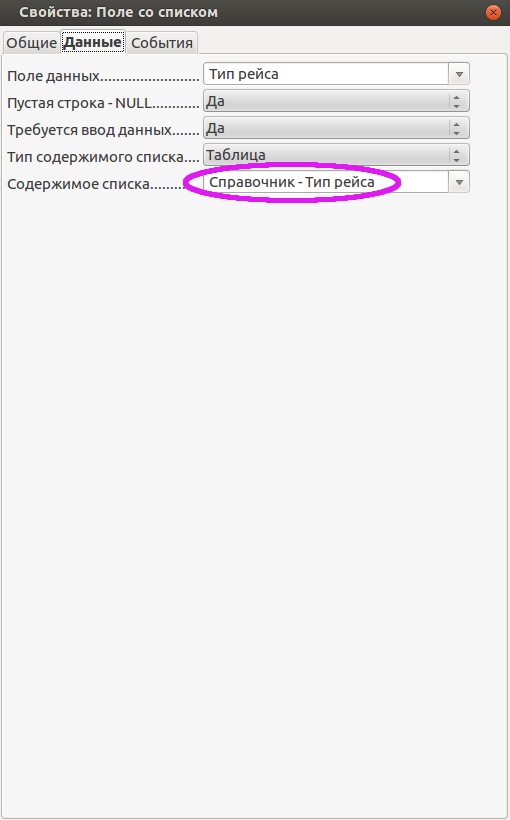 Свойства: Поле со списком
Общие Данные События
Поле данных......................... Тип рейса
Пустая строка - NULL............ Да
Требуется ввод данных....... Да
Тип содержимого списка.... Таблица
Содержимое списка......... Справочник - Тип рейса